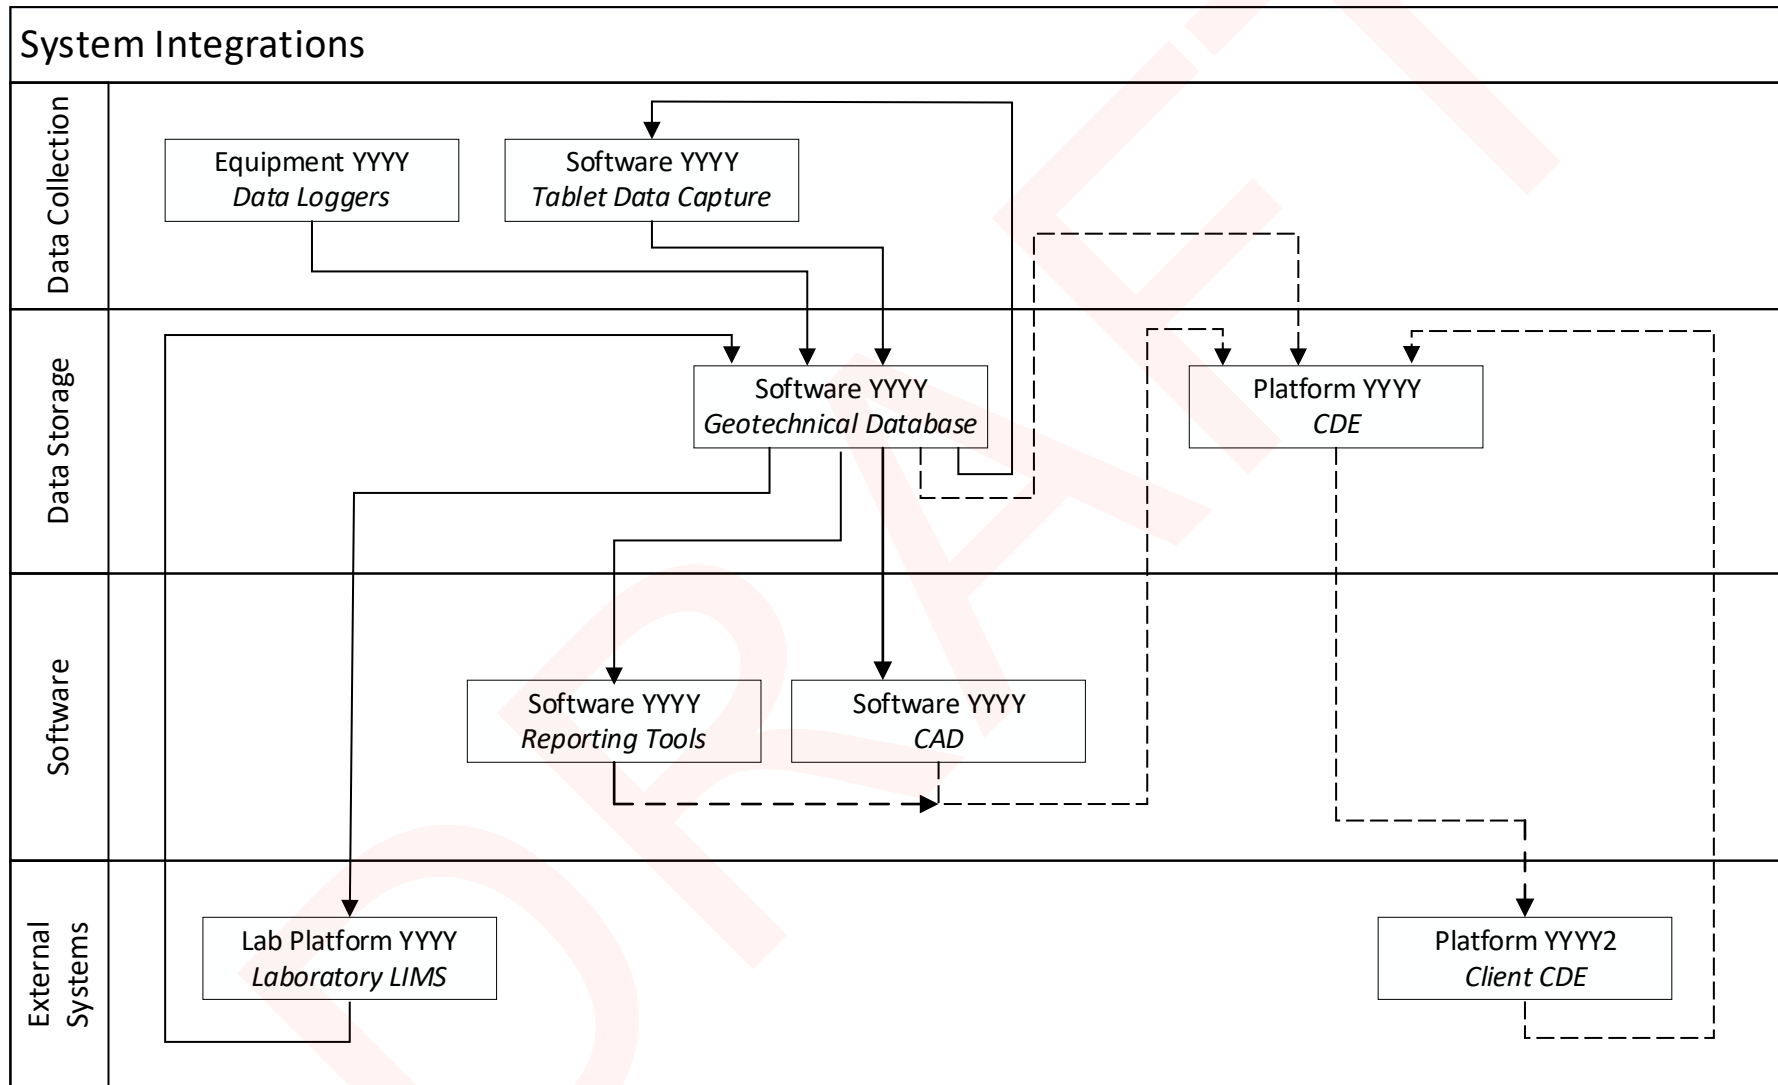 System Integrations
Data Collection
Equipment YYYY
Data Loggers
Software YYYY
Tablet Data Capture
Data Storage
Software YYYY
Geotechnical Database
Platform YYYY
CDE
Software
Software YYYY
Reporting Tools
Software YYYY
CAD
External
Systems
Lab Platform YYYY
Laboratory LIMS
Platform YYYY2
Client CDE
DRAFT